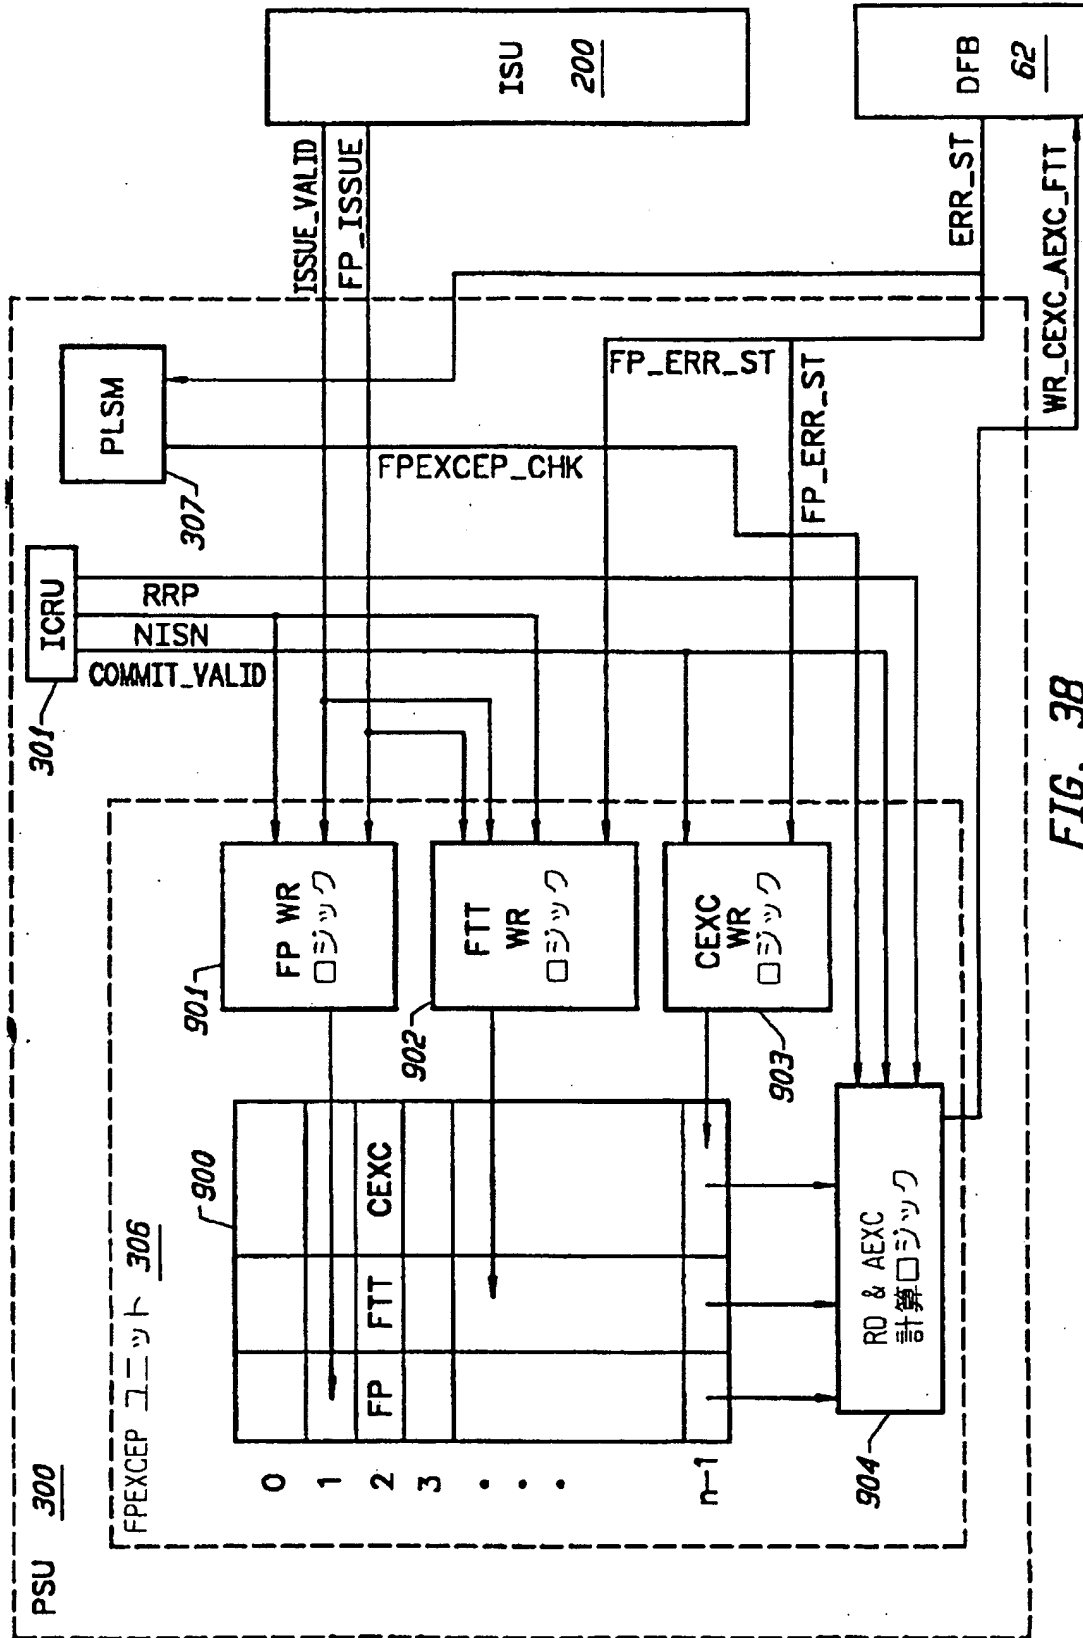 PSU 300
FPEXCEP ユニット 306
ICRU
301
PLSM
307
ISU
200
DFB
62
ISSUE_VALID
FP_ISSUE
ERR_ST
WR_CEXC_AEXC_FTT
RRP
NISN
COMMIT_VALID
FPEXCEP_CHK
FP_ERR_ST
FP_ERR_ST
FP WR
ロジック
901
FTT
WR
ロジック
902
CEXC
WR
ロジック
903
900
0
1
2
3
n-1
FP
FTT
CEXC
RD & AEXC
計算ロジック
904
FIG. 38